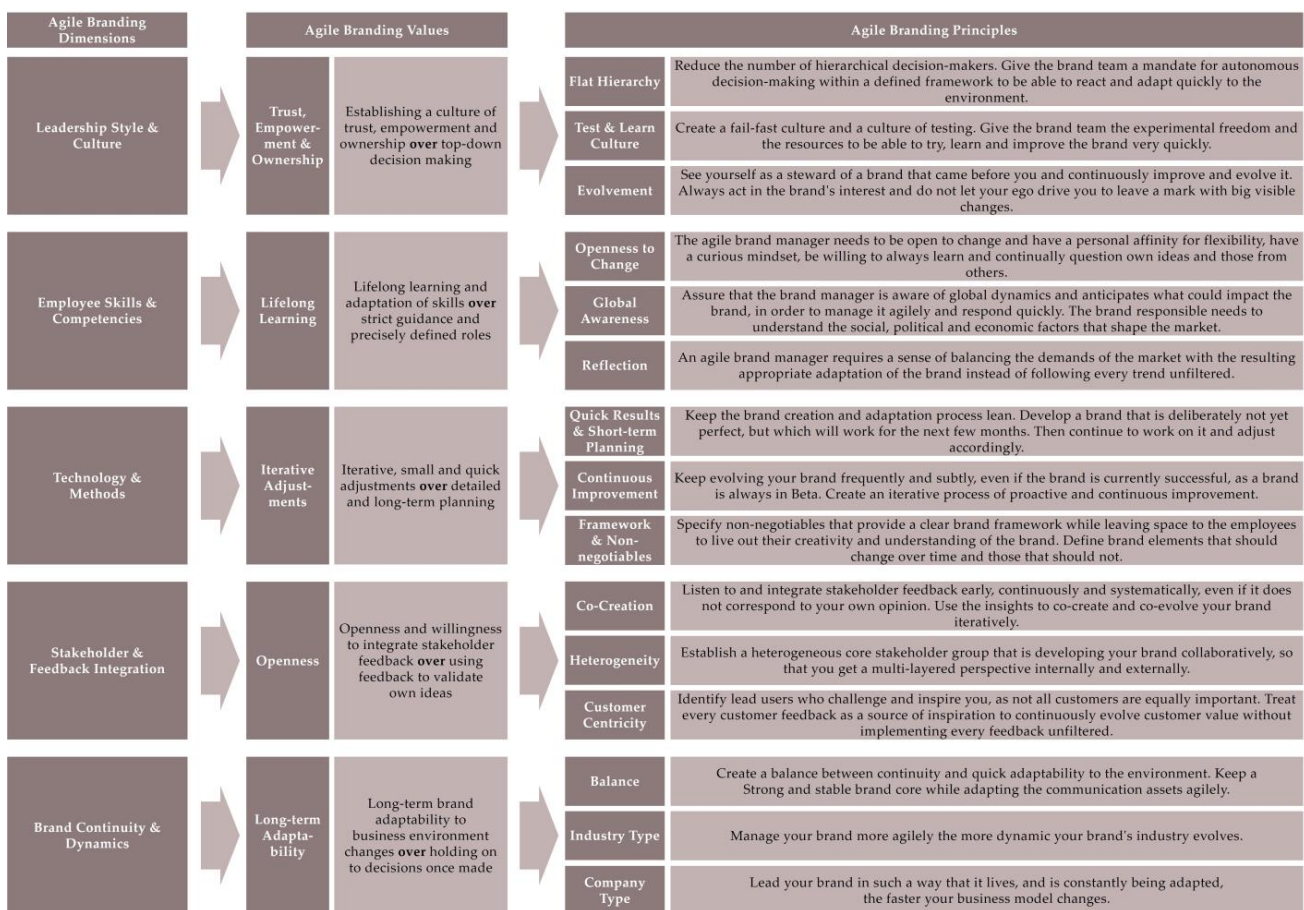 Agile Branding
Dimensions
Agile Branding Values
Agile Branding Principles
Leadership Style &
Culture
Trust,
Empower-
ment &
Ownership
Establishing a culture of
trust, empowerment and
ownership over top-down
decision making
Flat Hierarchy
Reduce the number of hierarchical decision-makers. Give the brand team a mandate for autonomous
decision-making within a defined framework to be able to react and adapt quickly to the
environment.
Test & Learn
Culture
Create a fail-fast culture and a culture of testing. Give the brand team the experimental freedom and
the resources to be able to try, learn and improve the brand very quickly.
Evolvement
See yourself as a steward of a brand that came before you and continuously improve and evolve it.
Always act in the brand's interest and do not let your ego drive you to leave a mark with big visible
changes.
Employee Skills &
Competencies
Lifelong
Learning
Lifelong learning and
adaptation of skills over
strict guidance and
precisely defined roles
Openness to
Change
The agile brand manager needs to be open to change and have a personal affinity for flexibility, have
a curious mindset, be willing to always learn and continually question own ideas and those from
others.
Global
Awareness
Assure that the brand manager is aware of global dynamics and anticipates what could impact the
brand, in order to manage it agilely and respond quickly. The brand responsible needs to
understand the social, political and economic factors that shape the market.
Reflection
An agile brand manager requires a sense of balancing the demands of the market with the resulting
appropriate adaptation of the brand instead of following every trend unfiltered.
Technology &
Methods
Iterative
Adjust-
ments
Iterative, small and quick
adjustments over detailed
and long-term planning
Quick Results
& Short-term
Planning
Keep the brand creation and adaptation process lean. Develop a brand that is deliberately not yet
perfect, but which will work for the next few months. Then continue to work on it and adjust
accordingly.
Continuous
Improvement
Keep evolving your brand frequently and subtly, even if the brand is currently successful, as a brand
is always in Beta. Create an iterative process of proactive and continuous improvement.
Framework
& Non-
negotiables
Specify non-negotiables that provide a clear brand framework while leaving space to the employees
to live out their creativity and understanding of the brand. Define brand elements that should
change over time and those that should not.
Stakeholder &
Feedback Integration
Openness
Openness and willingness
to integrate stakeholder
feedback over using
feedback to validate
own ideas
Co-Creation
Listen to and integrate stakeholder feedback early, continuously and systematically, even if it does
not correspond to your own opinion. Use the insights to co-create and co-evolve your brand
iteratively.
Heterogeneity
Establish a heterogeneous core stakeholder group that is developing your brand collaboratively, so
that you get a multi-layered perspective internally and externally.
Customer
Centricity
Identify lead users who challenge and inspire you, as not all customers are equally important. Treat
every customer feedback as a source of inspiration to continuously evolve customer value without
implementing every feedback unfiltered.
Brand Continuity &
Dynamics
Long-term
Adapta-
bility
Long-term brand
adaptability to
business environment
changes over holding on
to decisions once made
Balance
Create a balance between continuity and quick adaptability to the environment. Keep a
Strong and stable brand core while adapting the communication assets agilely.
Industry Type
Manage your brand more agilely the more dynamic your brand's industry evolves.
Company
Type
Lead your brand in such a way that it lives, and is constantly being adapted,
the faster your business model changes.